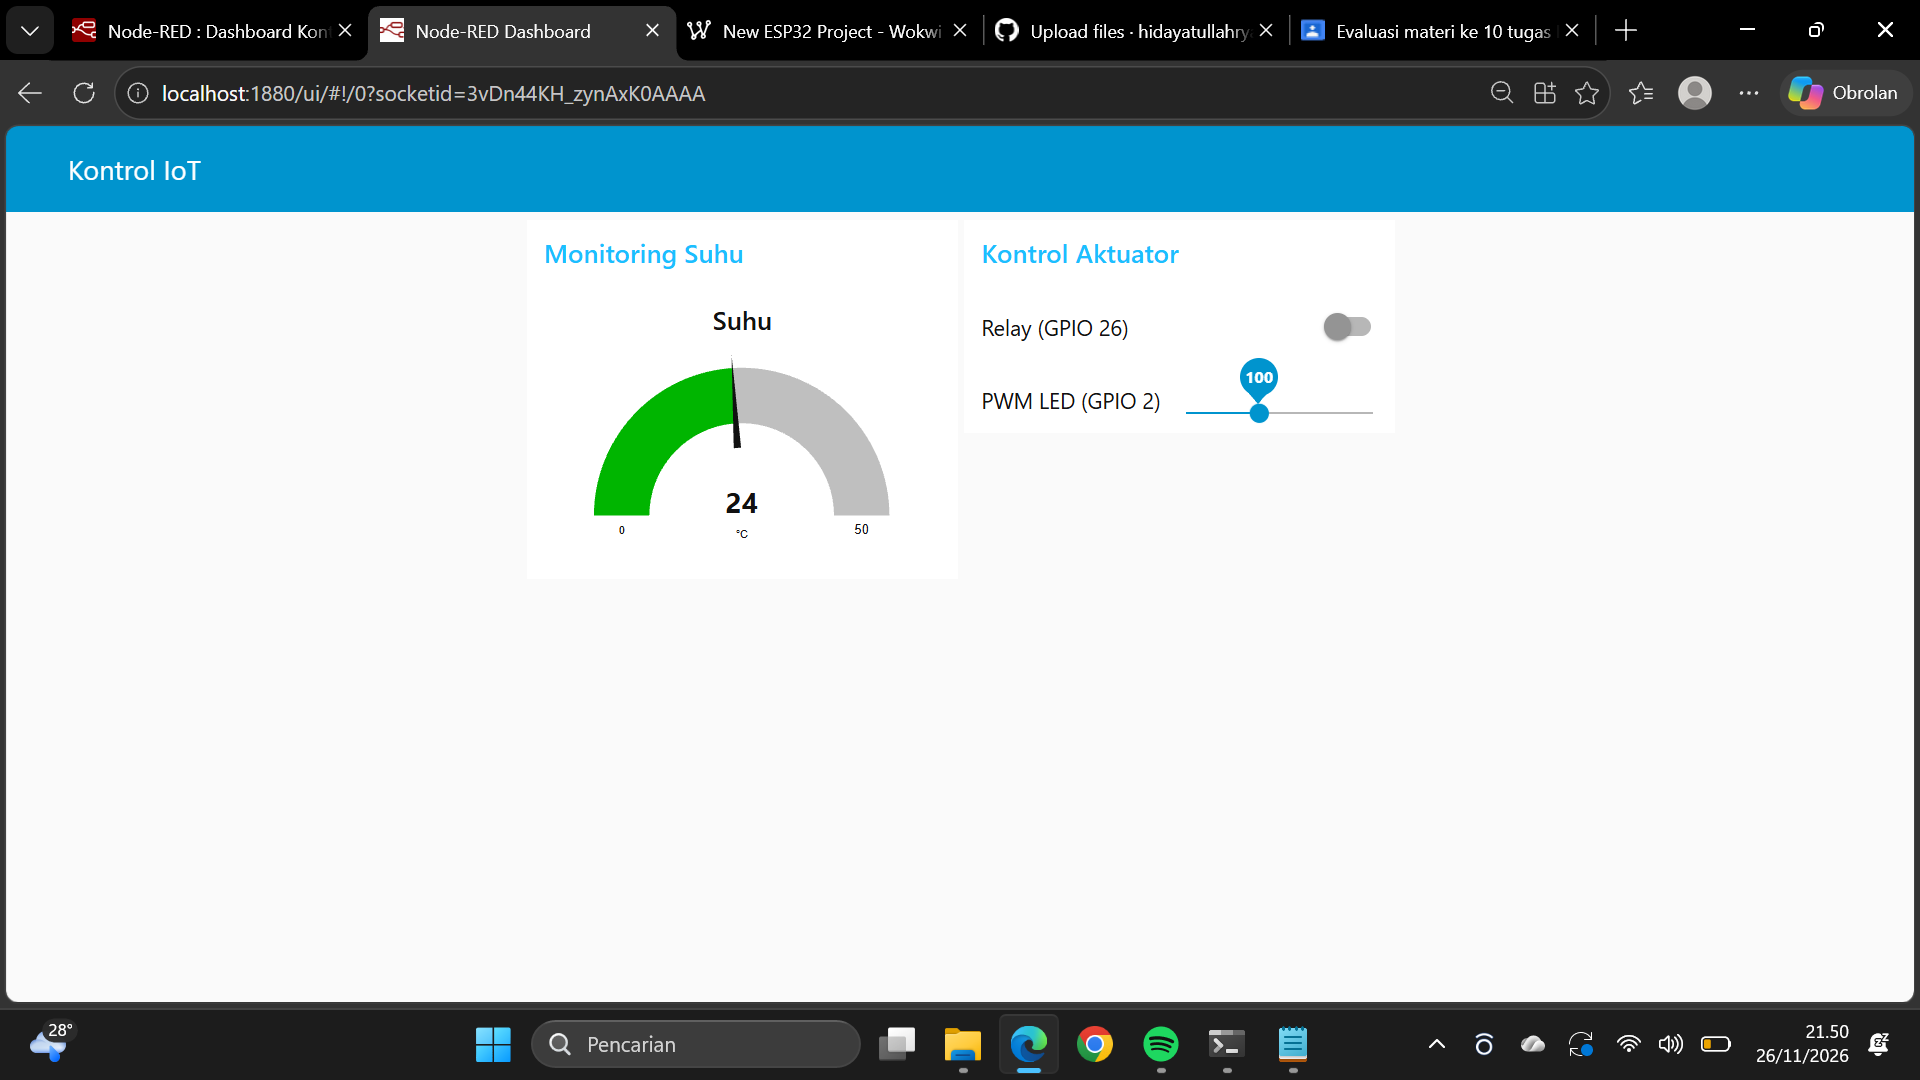 Node-RED : Dashboard Kon
Node-RED Dashboard
New ESP32 Project - Wokwi
Upload files · hidayatullahry
Evaluasi materi ke 10 tugas
localhost:1880/ui/#!/0?socketid=3vDn44KH_zynAxK0AAAA
Obrolan
Kontrol IoT
Monitoring Suhu
Suhu
24
°C
0
50
Kontrol Aktuator
Relay (GPIO 26)
100
PWM LED (GPIO 2)
28°
Pencarian
21.50
26/11/2026